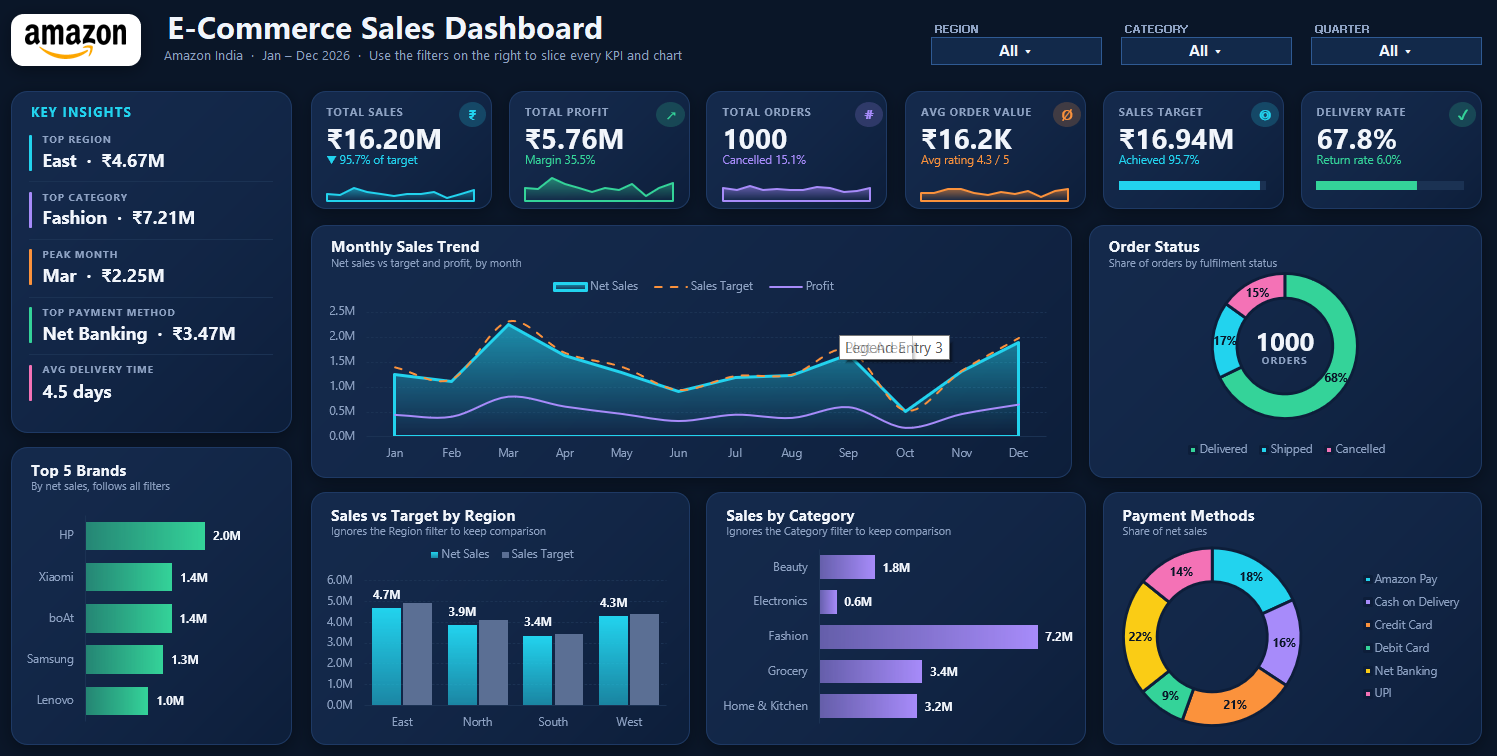 amazon
E-Commerce Sales Dashboard
Amazon India · Jan – Dec 2026 · Use the filters on the right to slice every KPI and chart
REGION
All
CATEGORY
All
QUARTER
All
KEY INSIGHTS
TOP REGION
East · ₹4.67M
TOP CATEGORY
Fashion · ₹7.21M
PEAK MONTH
Mar · ₹2.25M
TOP PAYMENT METHOD
Net Banking · ₹3.47M
AVG DELIVERY TIME
4.5 days
TOTAL SALES
₹
₹16.20M
▼ 95.7% of target
TOTAL PROFIT
↗
₹5.76M
Margin 35.5%
TOTAL ORDERS
#
1000
Cancelled 15.1%
AVG ORDER VALUE
Ø
₹16.2K
Avg rating 4.3 / 5
SALES TARGET
₹16.94M
Achieved 95.7%
DELIVERY RATE
✓
67.8%
Return rate 6.0%
Monthly Sales Trend
Net sales vs target and profit, by month
Net Sales
Sales Target
Profit
2.5M
2.0M
1.5M
1.0M
0.5M
0.0M
Legend Entry 3
Jan Feb Mar Apr May Jun Jul Aug Sep Oct Nov Dec
Order Status
Share of orders by fulfilment status
15%
17%
68%
1000
ORDERS
Delivered
Shipped
Cancelled
Top 5 Brands
By net sales, follows all filters
HP 2.0M
Xiaomi 1.4M
boAt 1.4M
Samsung 1.3M
Lenovo 1.0M
Sales vs Target by Region
Ignores the Region filter to keep comparison
Net Sales
Sales Target
6.0M
5.0M
4.0M
3.0M
2.0M
1.0M
0.0M
4.7M
3.9M
3.4M
4.3M
East North South West
Sales by Category
Ignores the Category filter to keep comparison
Beauty 1.8M
Electronics 0.6M
Fashion 7.2M
Grocery 3.4M
Home & Kitchen 3.2M
Payment Methods
Share of net sales
18%
16%
21%
9%
22%
14%
Amazon Pay
Cash on Delivery
Credit Card
Debit Card
Net Banking
UPI